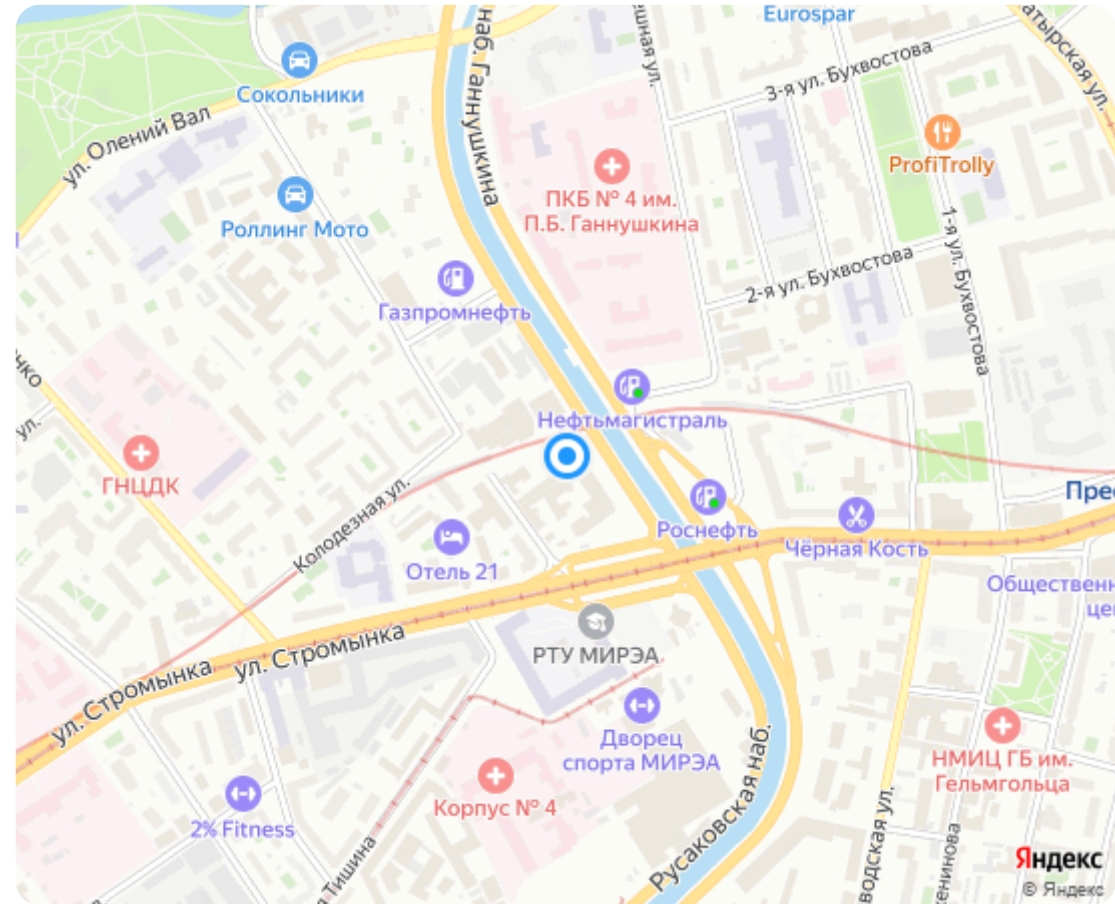 Eurospar
наб. Ганнушкина
3-я ул. Бухвостова
Сокольники
ул. Олений Вал
ProfiTrolly
ПКБ № 4 им.
П.Б. Ганнушкина
Роллинг Мото
1-я ул. Бухвостова
2-я ул. Бухвостова
Газпромнефть
Нефтьмагистраль
ГНЦДК
Колодезная ул.
Роснефть
Чёрная Кость
Отель 21
ул. Стромынка
ул. Стромынка
РТУ МИРЭА
Дворец
спорта МИРЭА
Русаковская наб.
НМИЦ ГБ им.
Гельмгольца
Корпус № 4
2% Fitness
Яндекс
© Яндекс